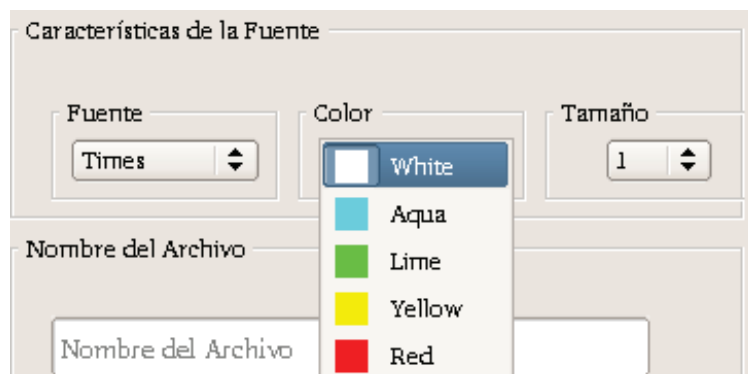 Características de la Fuente
Fuente
Color
Tamaño
Times
White
1
Aqua
Nombre del Archivo
Lime
Yellow
Nombre del Archivo
Red